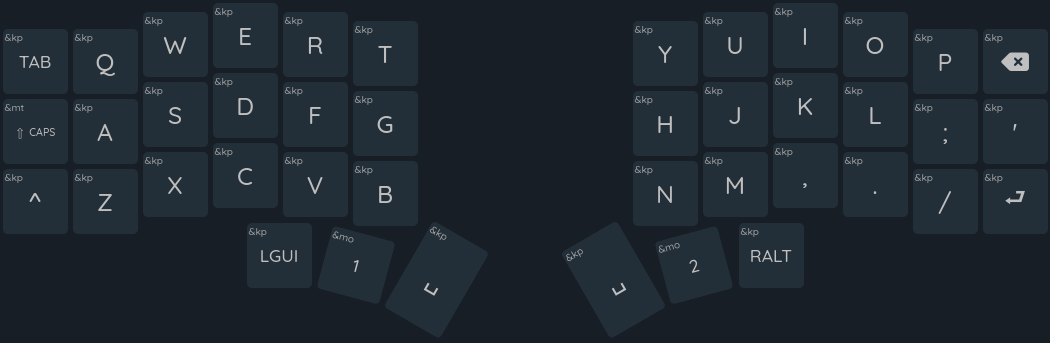 &kp TAB &kp Q &kp W &kp E &kp R &kp T &kp Y &kp U &kp I &kp O &kp P &kp
&mt ⇧ CAPS &kp A &kp S &kp D &kp F &kp G &kp H &kp J &kp K &kp L &kp ; &kp '
&kp ^ &kp Z &kp X &kp C &kp V &kp B &kp N &kp M &kp , &kp . &kp / &kp
&kp LGUI &mo 1 &kp ␣ &kp ␣ &mo 2 &kp RALT